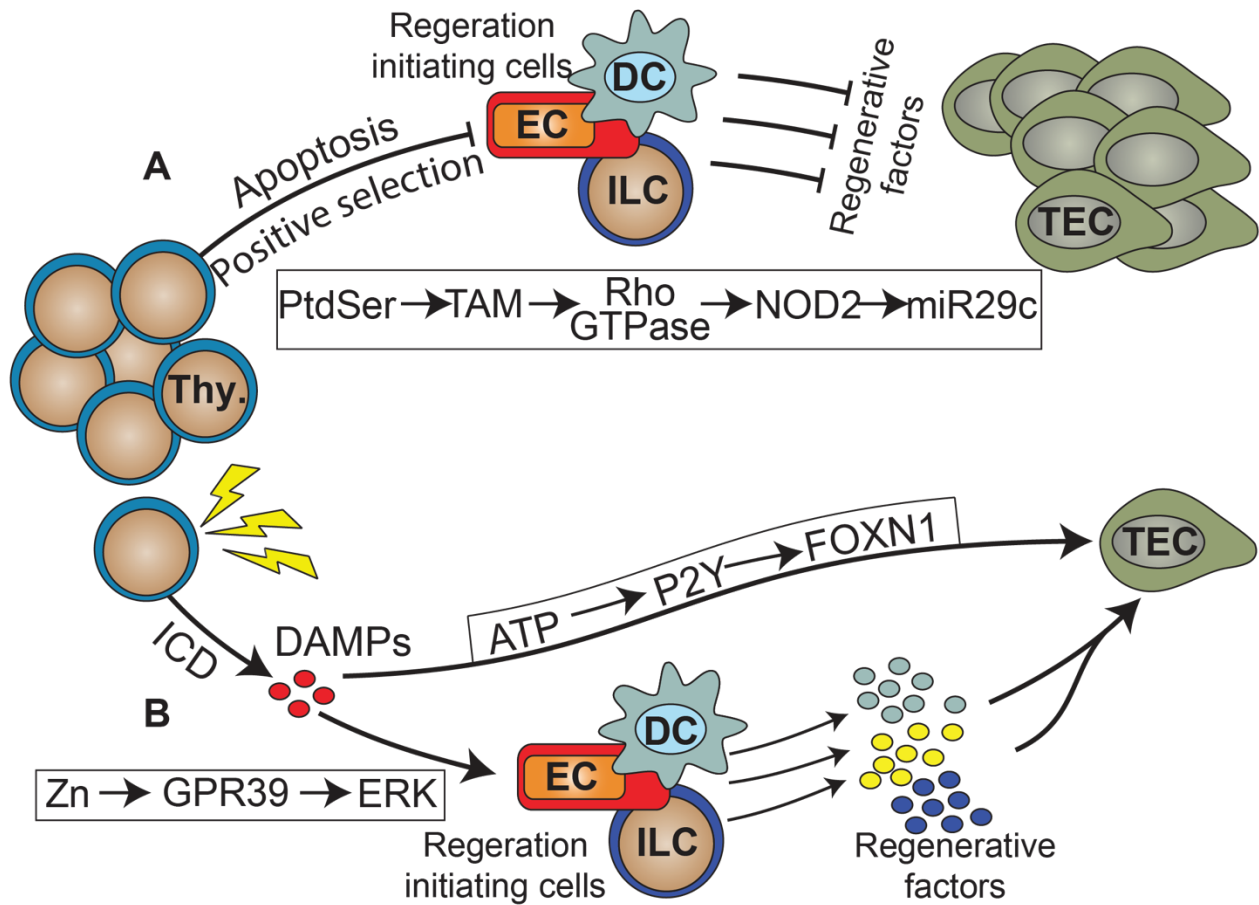 Regeration
initiating cells
DC
EC
ILC
Regenerative
factors
A
Apoptosis
Positive selection
TEC
PtdSer TAM Rho GTPase NOD2 miR29c
Thy.
TEC
ATP P2Y FOXN1
ICD
DAMPs
B
DC
EC
ILC
Zn GPR39 ERK
Regeration
initiating cells
Regenerative
factors